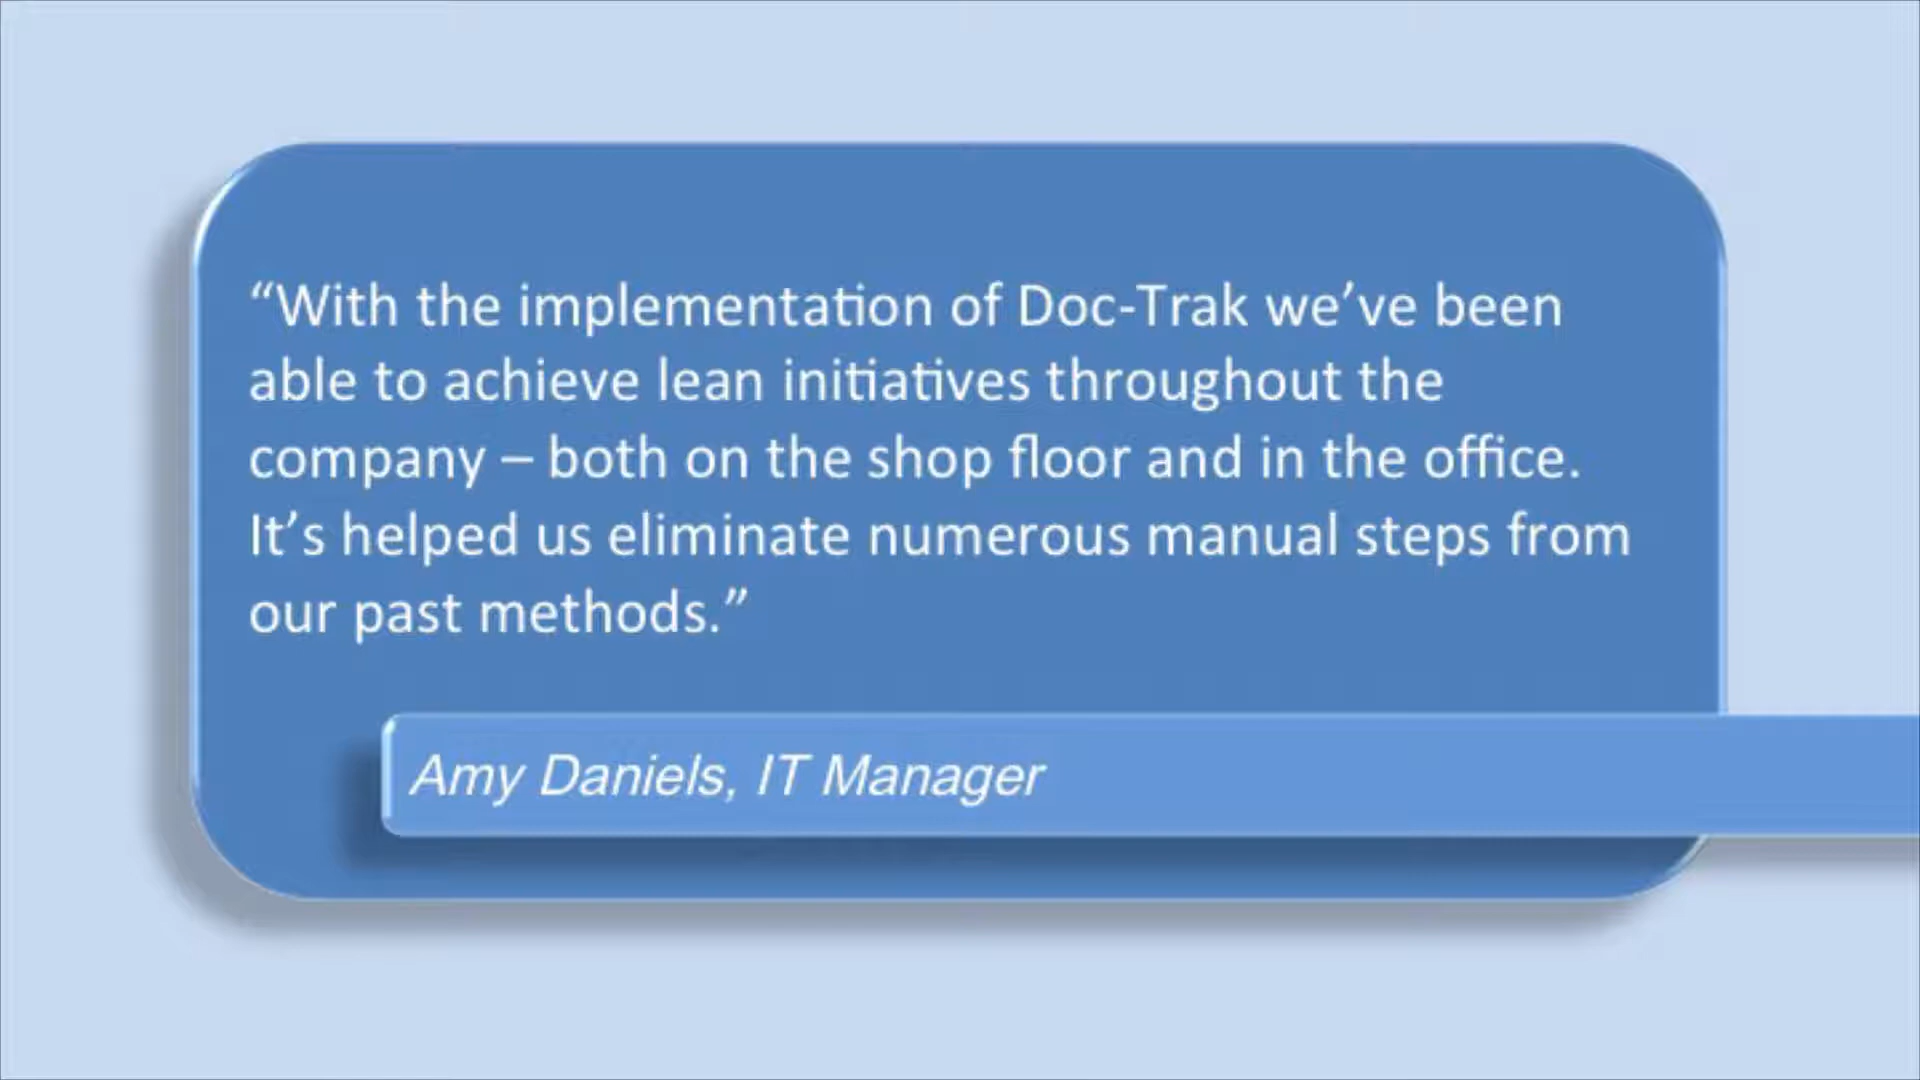 “With the implementation of Doc-Trak we’ve been
able to achieve lean initiatives throughout the
company – both on the shop floor and in the office.
It’s helped us eliminate numerous manual steps from
our past methods.”
Amy Daniels, IT Manager